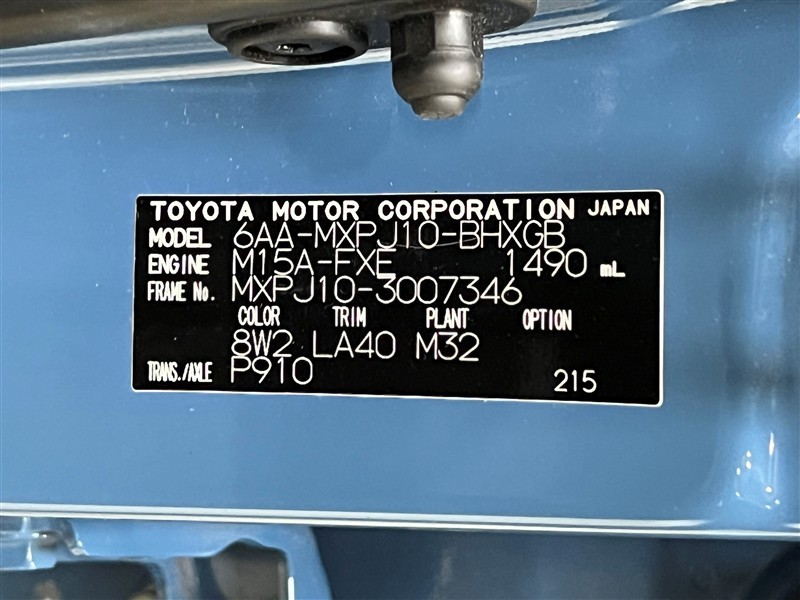 TOYOTA MOTOR CORPORATION JAPAN
MODEL 6AA-MXPJ10-BHXGB
ENGINE M15A-FXE 1490 mL
FRAME No. MXPJ10-3007346
COLOR TRIM PLANT OPTION
8W2 LA40 M32
TRANS./AXLE P910 215